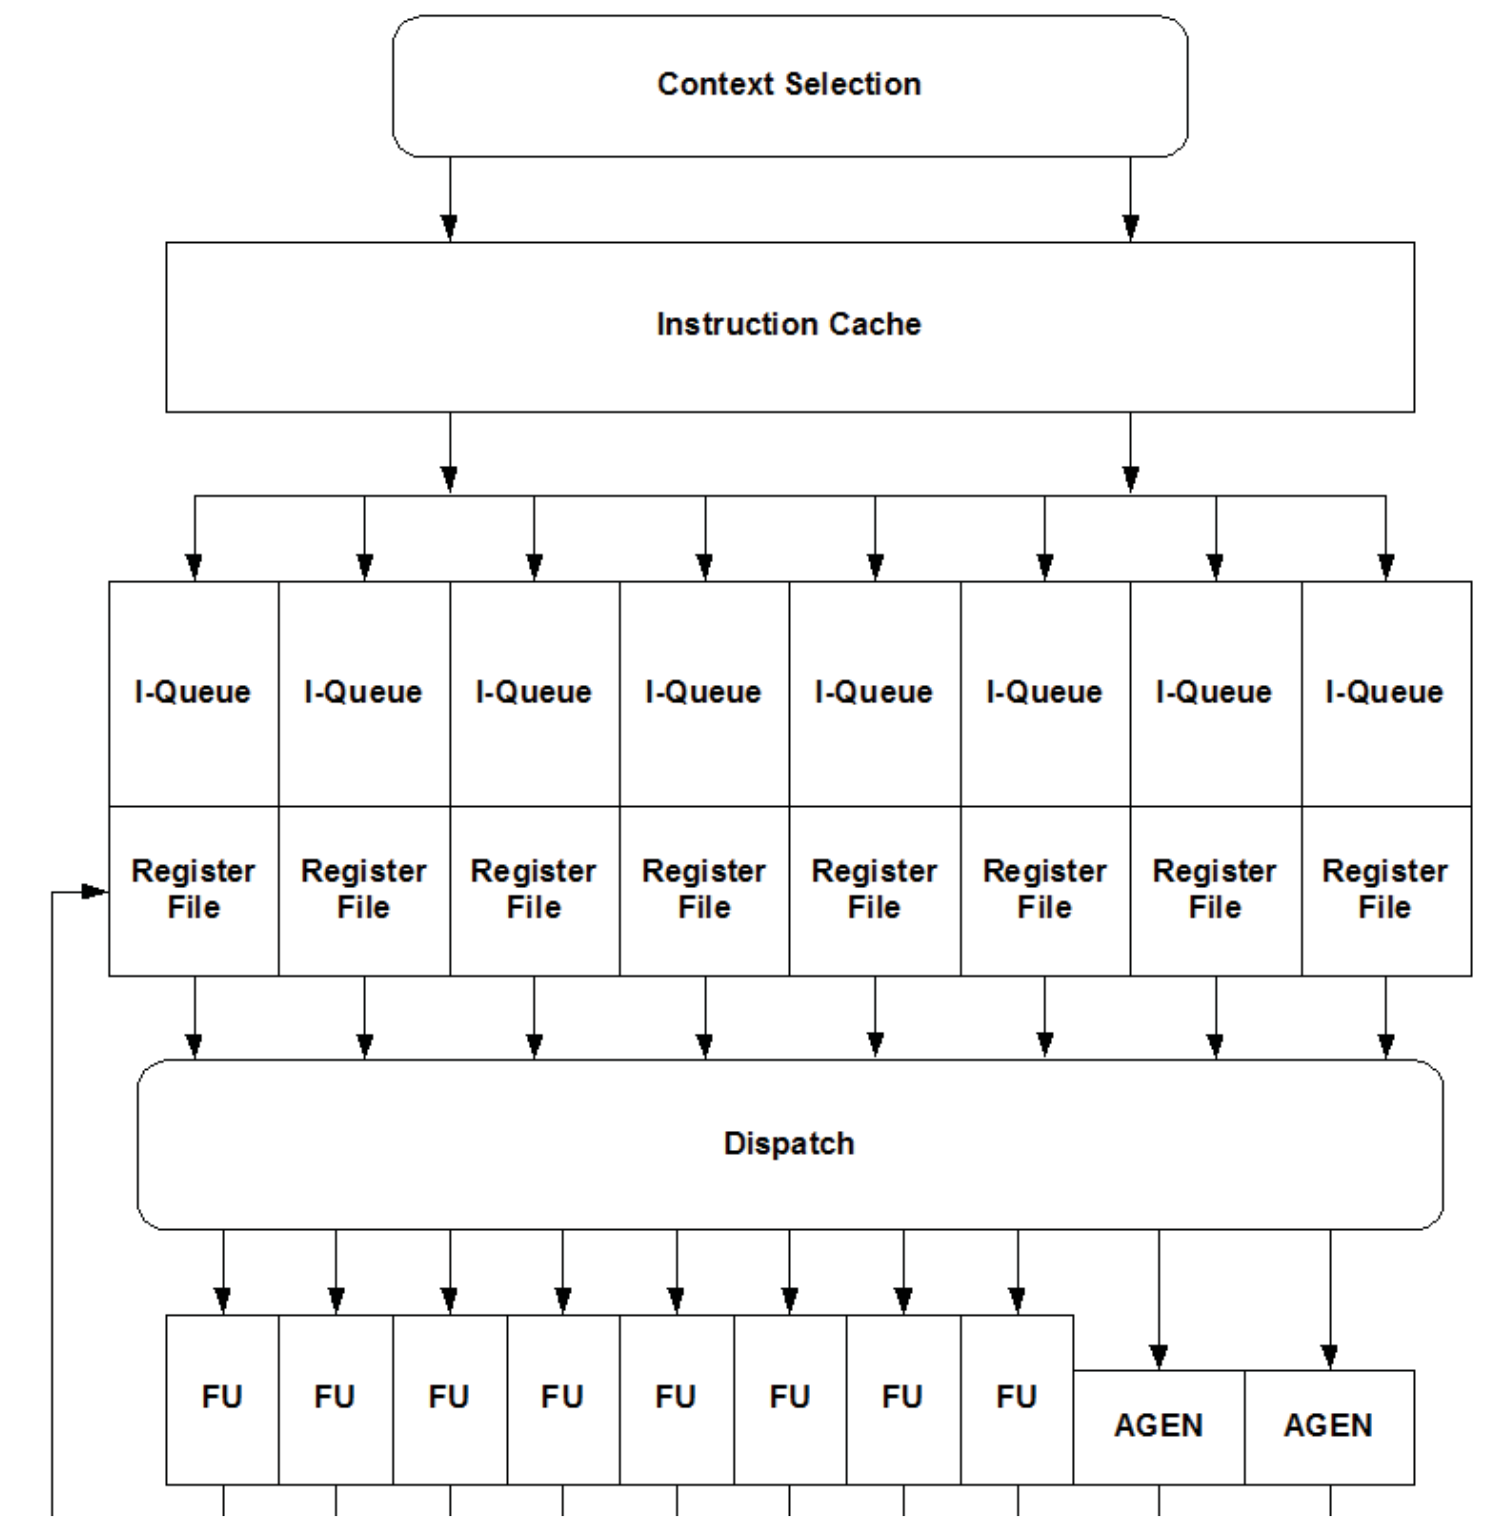 Context Selection
Instruction Cache
I-Queue I-Queue I-Queue I-Queue I-Queue I-Queue I-Queue I-Queue
Register Register Register Register Register Register Register Register
File File File File File File File File
Dispatch
FU FU FU FU FU FU FU FU
AGEN AGEN